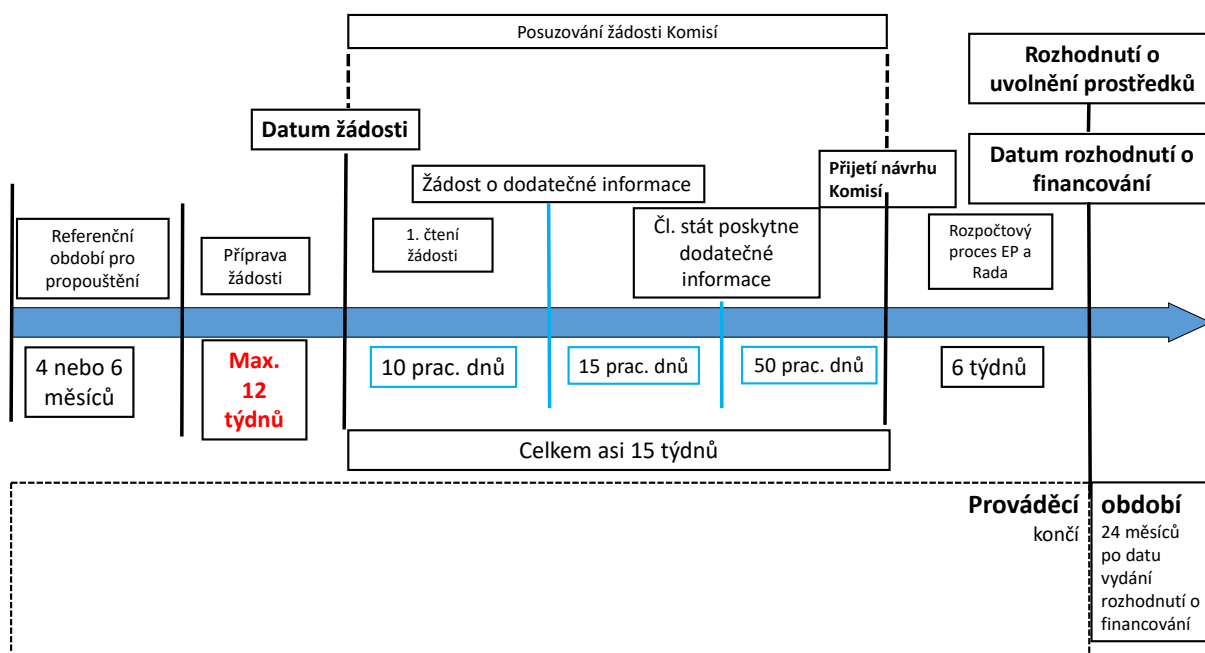 Posuzování žádosti Komisí
Rozhodnutí o
uvolnění prostředků
Datum žádosti
Datum rozhodnutí o
financování
Přijetí návrhu
Komisí
Žádost o dodatečné informace
Referenční
období pro
propouštění
Příprava
žádosti
1. čtení
žádosti
Čl. stát poskytne
dodatečné
informace
Rozpočtový
proces EP a
Rada
4 nebo 6
měsíců
Max.
12
týdnů
10 prac. dnů
15 prac. dnů
50 prac. dnů
6 týdnů
Celkem asi 15 týdnů
Prováděcí
končí
období
24 měsíců
po datu
vydání
rozhodnutí o
financování